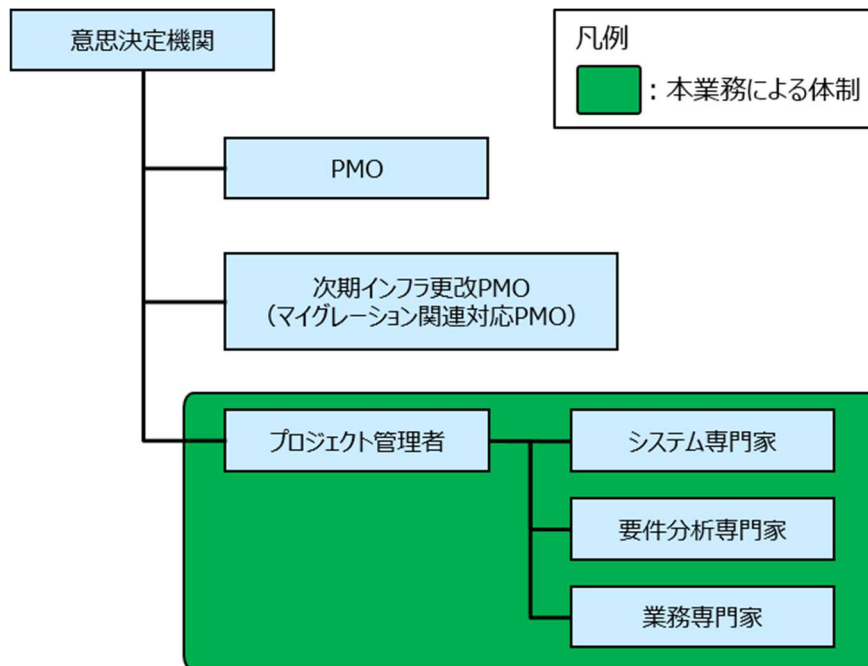 意思決定機関
凡例
：本業務による体制
PMO
次期インフラ更改PMO
（マイグレーション関連対応PMO）
プロジェクト管理者
システム専門家
要件分析専門家
業務専門家